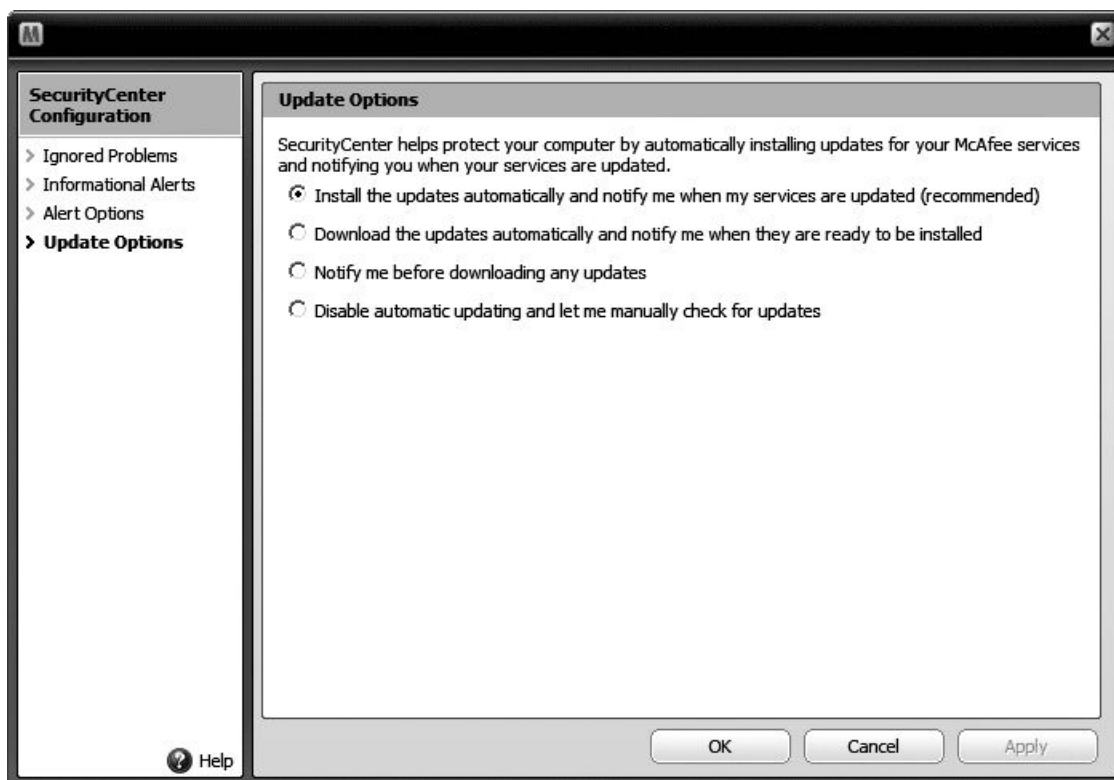 M
SecurityCenter
Configuration
Ignored Problems
Informational Alerts
Alert Options
Update Options
Help
Update Options
SecurityCenter helps protect your computer by automatically installing updates for your McAfee services
and notifying you when your services are updated.
Install the updates automatically and notify me when my services are updated (recommended)
Download the updates automatically and notify me when they are ready to be installed
Notify me before downloading any updates
Disable automatic updating and let me manually check for updates
OK
Cancel
Apply